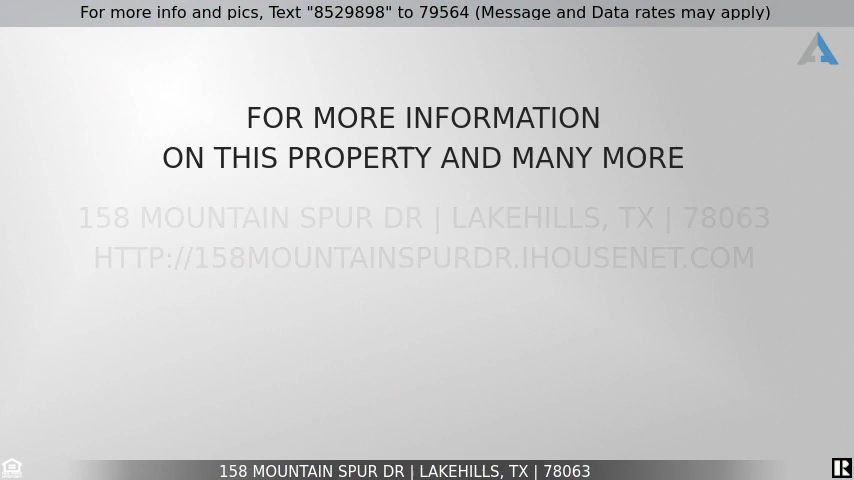 For more info and pics, Text "8529898" to 79564 (Message and Data rates may apply)
FOR MORE INFORMATION
ON THIS PROPERTY AND MANY MORE
158 MOUNTAIN SPUR DR | LAKEHILLS, TX | 78063
HTTP://158MOUNTAINSPURDR.IHOUSENET.COM
158 MOUNTAIN SPUR DR | LAKEHILLS, TX | 78063